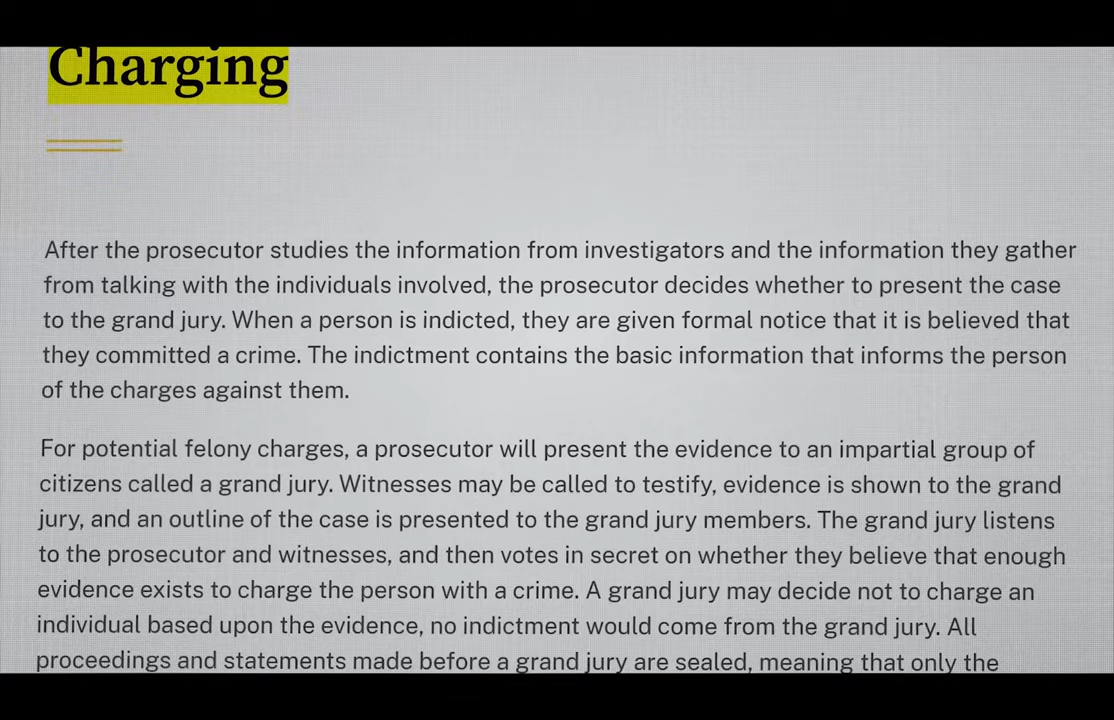 Charging
After the prosecutor studies the information from investigators and the information they gather
from talking with the individuals involved, the prosecutor decides whether to present the case
to the grand jury. When a person is indicted, they are given formal notice that it is believed that
they committed a crime. The indictment contains the basic information that informs the person
of the charges against them.
For potential felony charges, a prosecutor will present the evidence to an impartial group of
citizens called a grand jury. Witnesses may be called to testify, evidence is shown to the grand
jury, and an outline of the case is presented to the grand jury members. The grand jury listens
to the prosecutor and witnesses, and then votes in secret on whether they believe that enough
evidence exists to charge the person with a crime. A grand jury may decide not to charge an
individual based upon the evidence, no indictment would come from the grand jury. All
proceedings and statements made before a grand jury are sealed, meaning that only the